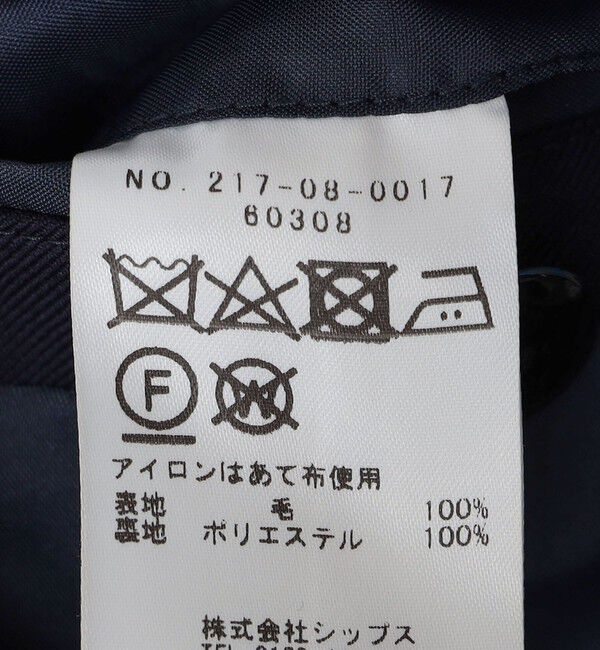 NO. 217-08-0017
60308
F
W
アイロンはあて布使用
表地 毛 100%
裏地 ポリエステル 100%
株式会社シップス